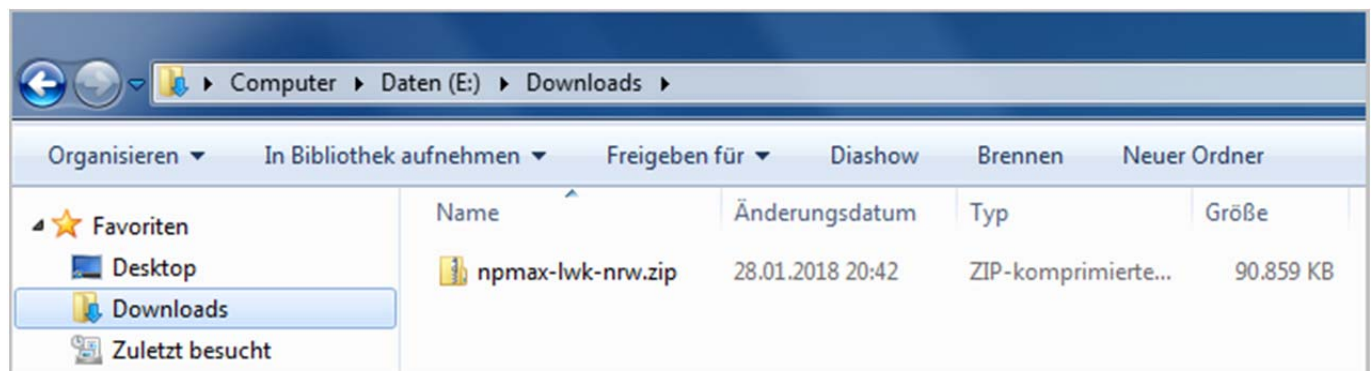 Computer ▸ Daten (E:) ▸ Downloads ▸
Organisieren ▾ In Bibliothek aufnehmen ▾ Freigeben für ▾ Diashow Brennen Neuer Ordner
Favoriten
Desktop
Downloads
Zuletzt besucht
Name Änderungsdatum Typ Größe
npmax-lwk-nrw.zip 28.01.2018 20:42 ZIP-komprimierte... 90.859 KB